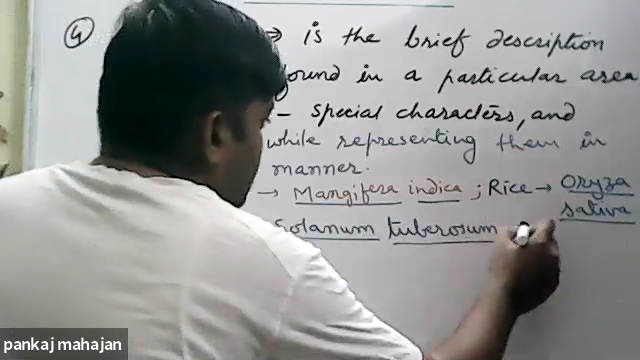 ④ → is the brief description
found in a particular area
- special characters, and
while representing them in
manner.
→ Mangifera indica ; Rice → Oryza
sativa
Solanum tuberosum
pankaj mahajan